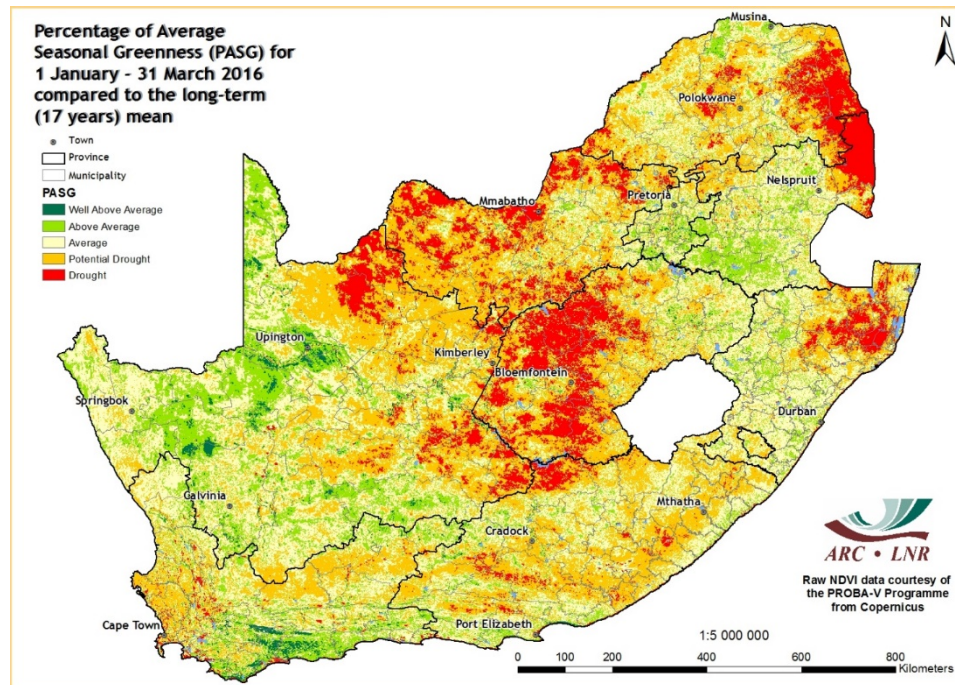 Percentage of Average
Seasonal Greenness (PASG) for
1 January - 31 March 2016
compared to the long-term
(17 years) mean
Town
Province
Municipality
PASG
Well Above Average
Above Average
Average
Potential Drought
Drought
N
Musina
Polokwane
Nelspruit
Pretoria
Mmabatho
Upington
Kimberley
Bloemfontein
Springbok
Durban
Calvinia
Mthatha
Cradock
Cape Town
Port Elizabeth
ARC • LNR
Raw NDVI data courtesy of
the PROBA-V Programme
from Copernicus
1:5 000 000
0 100 200 400 600 800
Kilometers